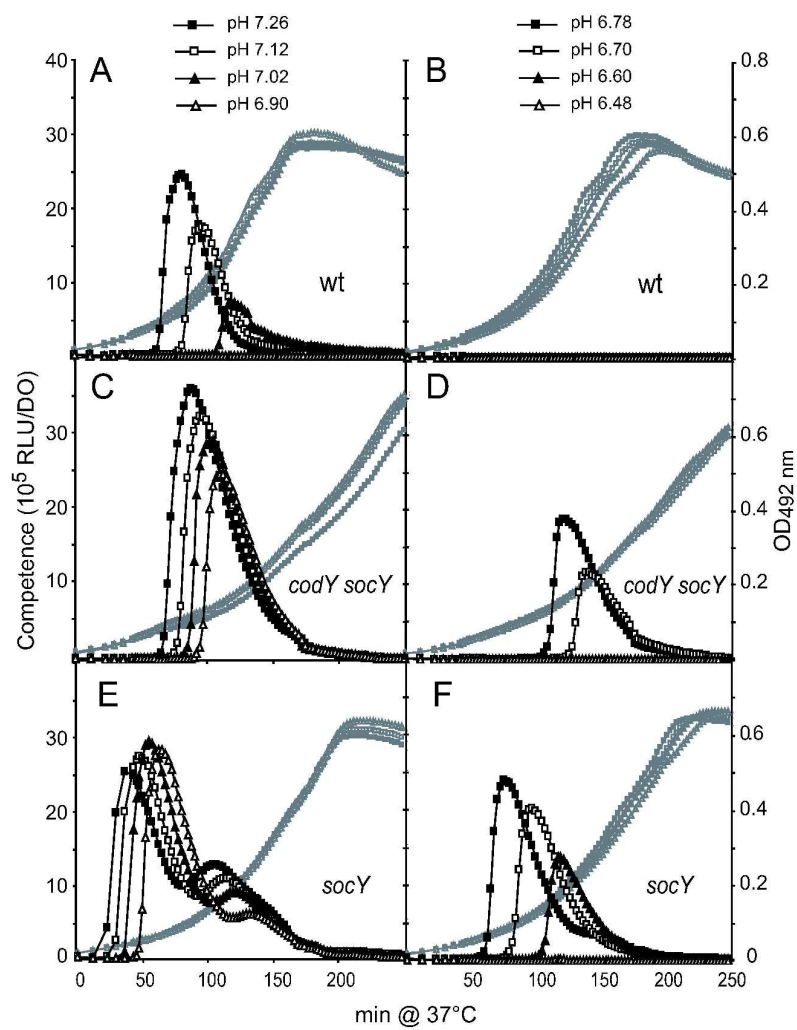 pH 7.26
pH 7.12
pH 7.02
pH 6.90
pH 6.78
pH 6.70
pH 6.60
pH 6.48
A
B
40
30
20
10
wt
wt
0.8
0.6
0.4
0.2
0
C
D
30
20
10
codY socY
codY socY
0.6
0.4
0.2
0
E
F
30
20
10
0
socY
socY
0.6
0.4
0.2
0
0 50 100 150 200
50 100 150 200 250
Competence (10⁵ RLU/DO)
OD492 nm
min @ 37°C